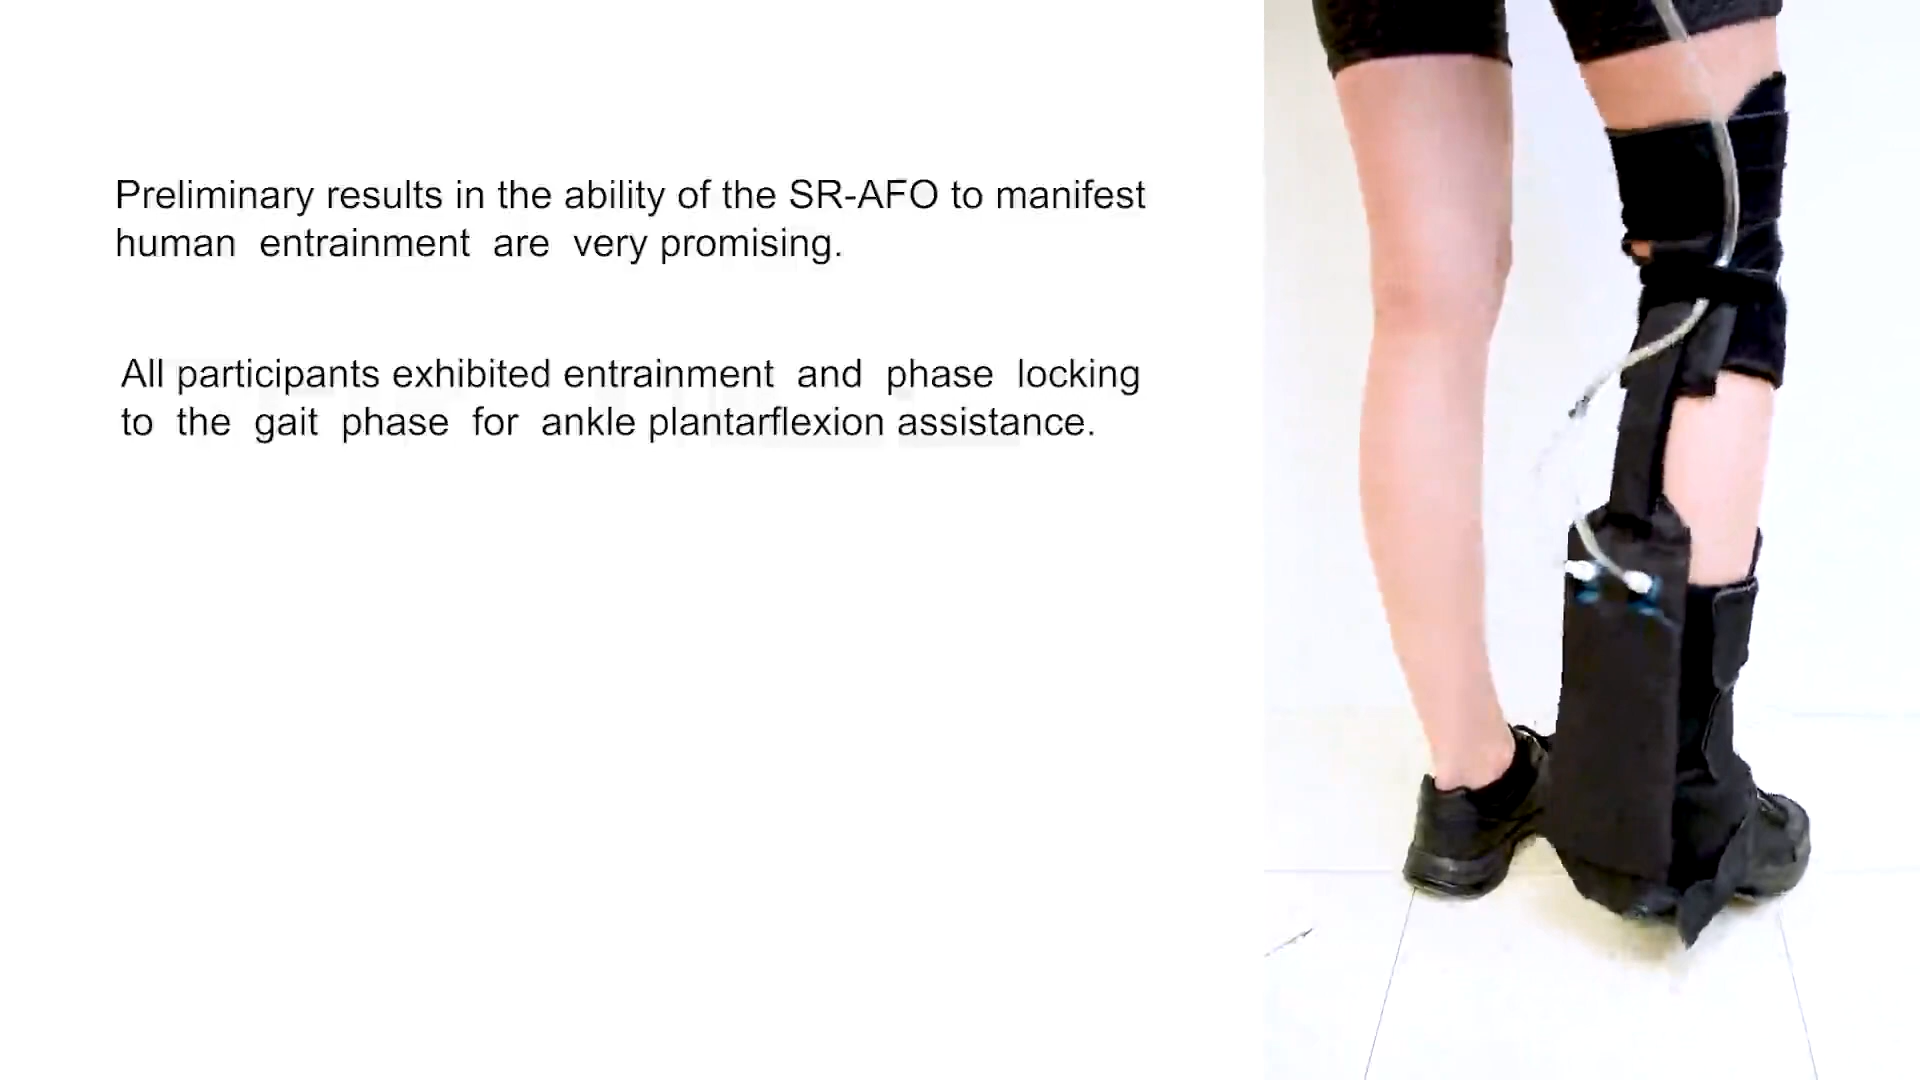 Preliminary results in the ability of the SR-AFO to manifest
human entrainment are very promising.
All participants exhibited entrainment and phase locking
to the gait phase for ankle plantarflexion assistance.